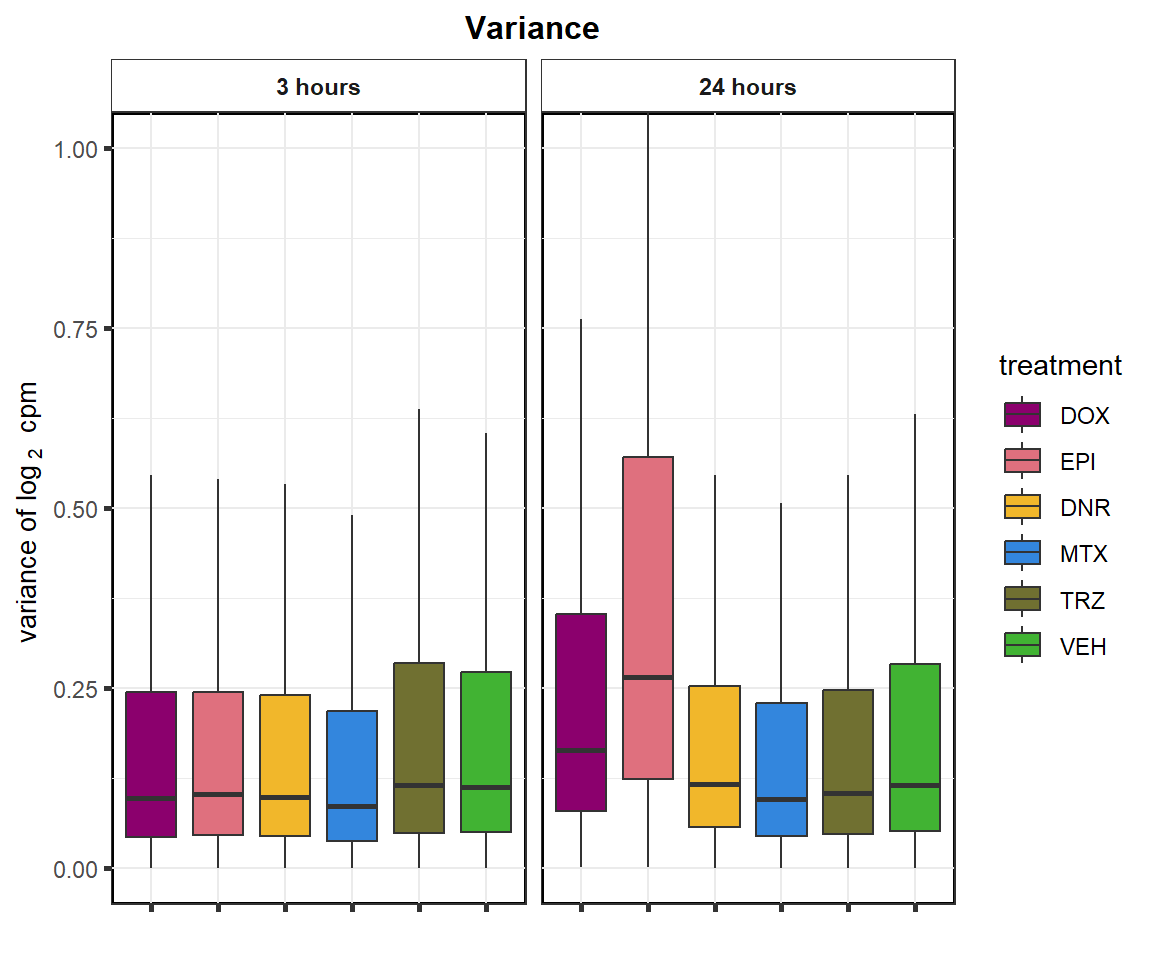 Variance
3 hours
24 hours
1.00
0.75
0.50
0.25
0.00
variance of log 2 cpm
treatment
DOX
EPI
DNR
MTX
TRZ
VEH